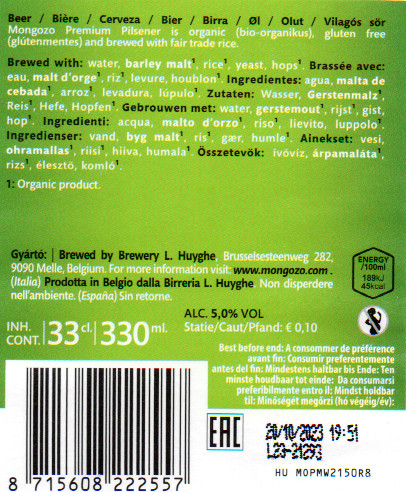 Beer / Bière / Cerveza / Bier / Birra / Øl / Olut / Vilagós sör
Mongozo Premium Pilsener is organic (bio-organikus), gluten free
(glúténmentes) and brewed with fair trade rice.
Brewed with: water, barley malt¹, rice¹, yeast, hops¹. Brassée avec:
eau, malt d'orge¹, riz¹, levure, houblon¹. Ingredientes: agua, malta de
cebada¹, arroz¹, levadura, lúpulo¹. Zutaten: Wasser, Gerstenmalz¹,
Reis¹, Hefe, Hopfen¹. Gebrouwen met: water, gerstemout¹, rijst¹, gist,
hop¹. Ingredienti: acqua, malto d'orzo¹, riso¹, lievito, luppolo¹.
Ingredienser: vand, byg malt¹, ris¹, gær, humle¹. Ainekset: vesi,
ohramallas¹, riisi¹, hiiva, humala¹. Összetevök: ivóviz, árpamaláta¹,
rizs¹, élesztö, komló¹.
1: Organic product.
Gyártó: | Brewed by Brewery L. Huyghe, Brusselsesteenweg 282,
9090 Melle, Belgium. For more information visit: www.mongozo.com .
(Italia) Prodotta in Belgio dalla Birreria L. Huyghe. Non disperdere
nell'ambiente. (España) Sin retorne.
ENERGY
/100ml
189kJ
45kcal
INH.
CONT. 33 cl. 330 ml.
ALC. 5,0% VOL
Statie/Caut/Pfand: € 0,10
Best before end: A consommer de préférence
avant fin: Consumir preferentemente
antes del fin: Mindestens haltbar bis Ende: Ten
minste houdbaar tot einde: Da consumarsi
preferibilmente entro il: Mindst holdbar
til: Minöségét megörzi (hó végéig/év):
EAC
20/10/2023 19:51
HU MOPMW2150R8
8 715608 222557